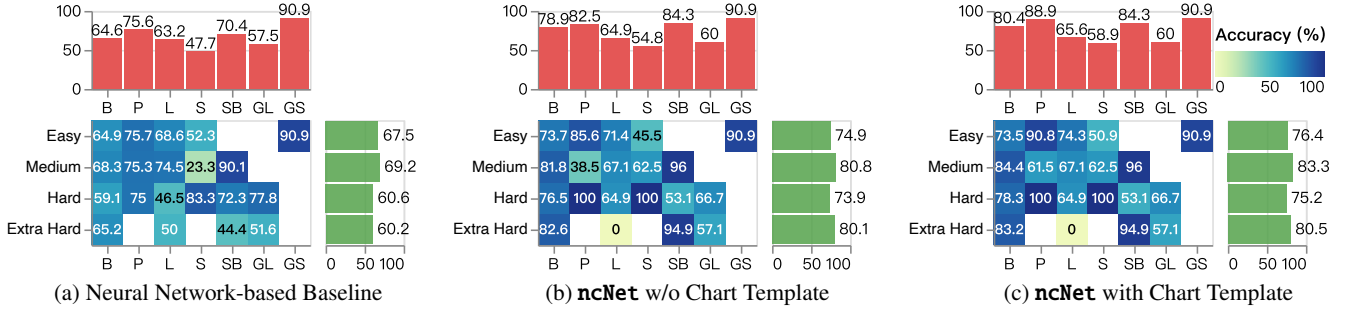 100
50
0
64.6 75.6 63.2 47.7 70.4 57.5 90.9
B P L S SB GL GS
Easy 64.9 75.7 68.6 52.3 90.9 67.5
Medium 68.3 75.3 74.5 23.3 90.1 69.2
Hard 59.1 75 46.5 83.3 72.3 77.8 60.6
Extra Hard 65.2 50 44.4 51.6 60.2
B P L S SB GL GS 0 50 100
(a) Neural Network-based Baseline
100
50
0
78.9 82.5 64.9 54.8 84.3 60 90.9
B P L S SB GL GS
Easy 73.7 85.6 71.4 45.5 90.9 74.9
Medium 81.8 38.5 67.1 62.5 96 80.8
Hard 76.5 100 64.9 100 53.1 66.7 73.9
Extra Hard 82.6 0 94.9 57.1 80.1
B P L S SB GL GS 0 50 100
(b) ncNet w/o Chart Template
100
50
0
80.4 88.9 65.6 58.9 84.3 60 90.9
B P L S SB GL GS
Accuracy (%)
0 50 100
Easy 73.5 90.8 74.3 50.9 90.9 76.4
Medium 84.4 61.5 67.1 62.5 96 83.3
Hard 78.3 100 64.9 100 53.1 66.7 75.2
Extra Hard 83.2 0 94.9 57.1 80.5
B P L S SB GL GS 0 50 100
(c) ncNet with Chart Template